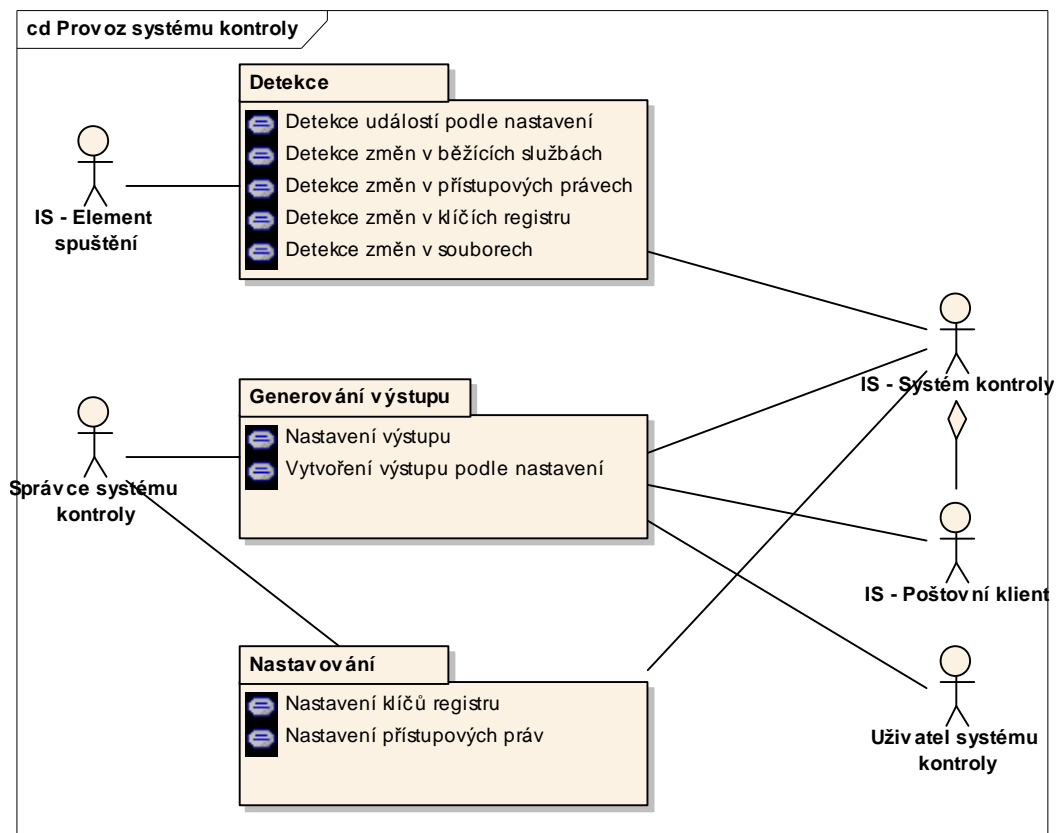 cd Provoz systému kontroly
Detekce
Detekce událostí podle nastavení
Detekce změn v běžících službách
Detekce změn v přístupových právech
Detekce změn v klíčích registru
Detekce změn v souborech
IS - Element
spuštění
IS - Systém kontroly
Generování výstupu
Nastavení výstupu
Vytvoření výstupu podle nastavení
Správce systému
kontroly
IS - Poštovní klient
Nastavování
Nastavení klíčů registru
Nastavení přístupových práv
Uživatel systému
kontroly